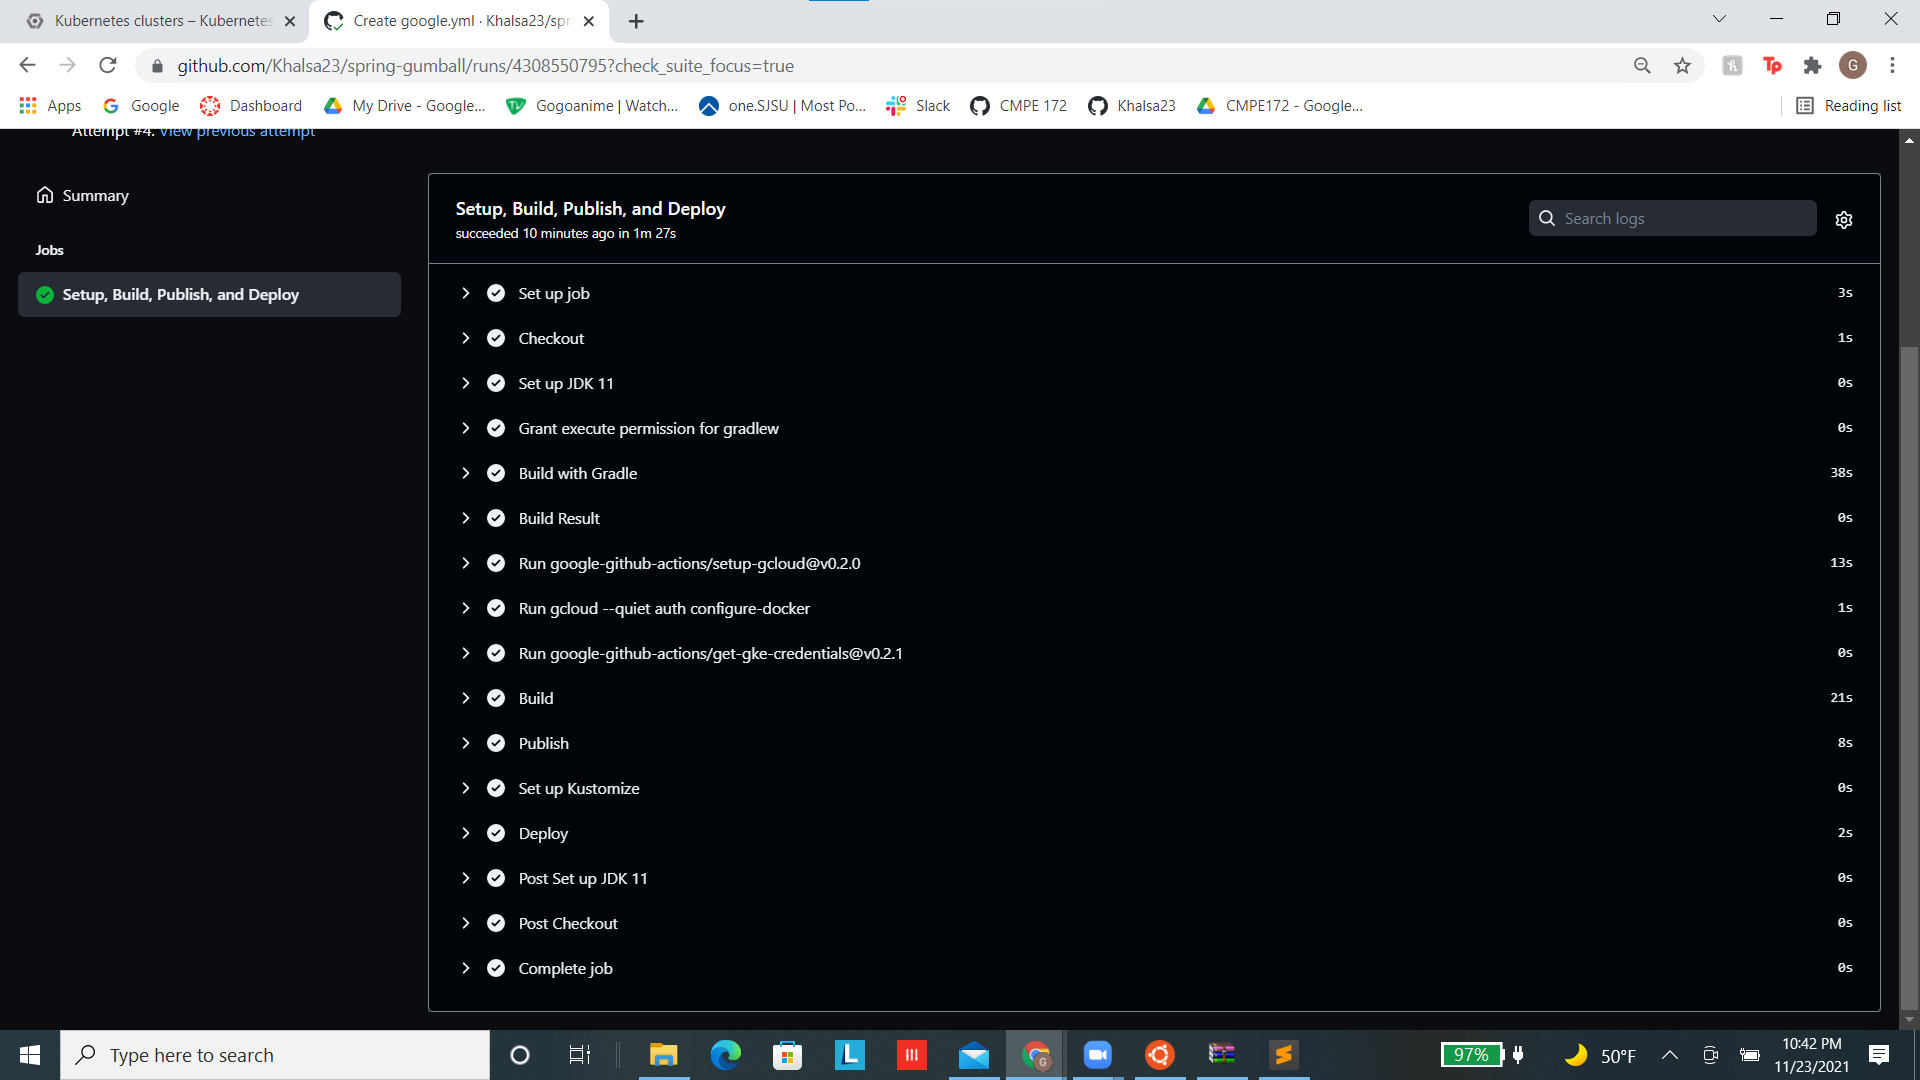 Kubernetes clusters – Kubernetes
Create google.yml · Khalsa23/spr
github.com/Khalsa23/spring-gumball/runs/4308550795?check_suite_focus=true
G
Apps
Google
Dashboard
My Drive - Google...
Gogoanime | Watch...
one.SJSU | Most Po...
Slack
CMPE 172
Khalsa23
CMPE172 - Google...
Reading list
Attempt #4. View previous attempt
Summary
Jobs
Setup, Build, Publish, and Deploy
Setup, Build, Publish, and Deploy
succeeded 10 minutes ago in 1m 27s
Search logs
Set up job 3s
Checkout 1s
Set up JDK 11 0s
Grant execute permission for gradlew 0s
Build with Gradle 38s
Build Result 0s
Run google-github-actions/setup-gcloud@v0.2.0 13s
Run gcloud --quiet auth configure-docker 1s
Run google-github-actions/get-gke-credentials@v0.2.1 0s
Build 21s
Publish 8s
Set up Kustomize 0s
Deploy 2s
Post Set up JDK 11 0s
Post Checkout 0s
Complete job 0s
Type here to search
97%
50°F
10:42 PM
11/23/2021